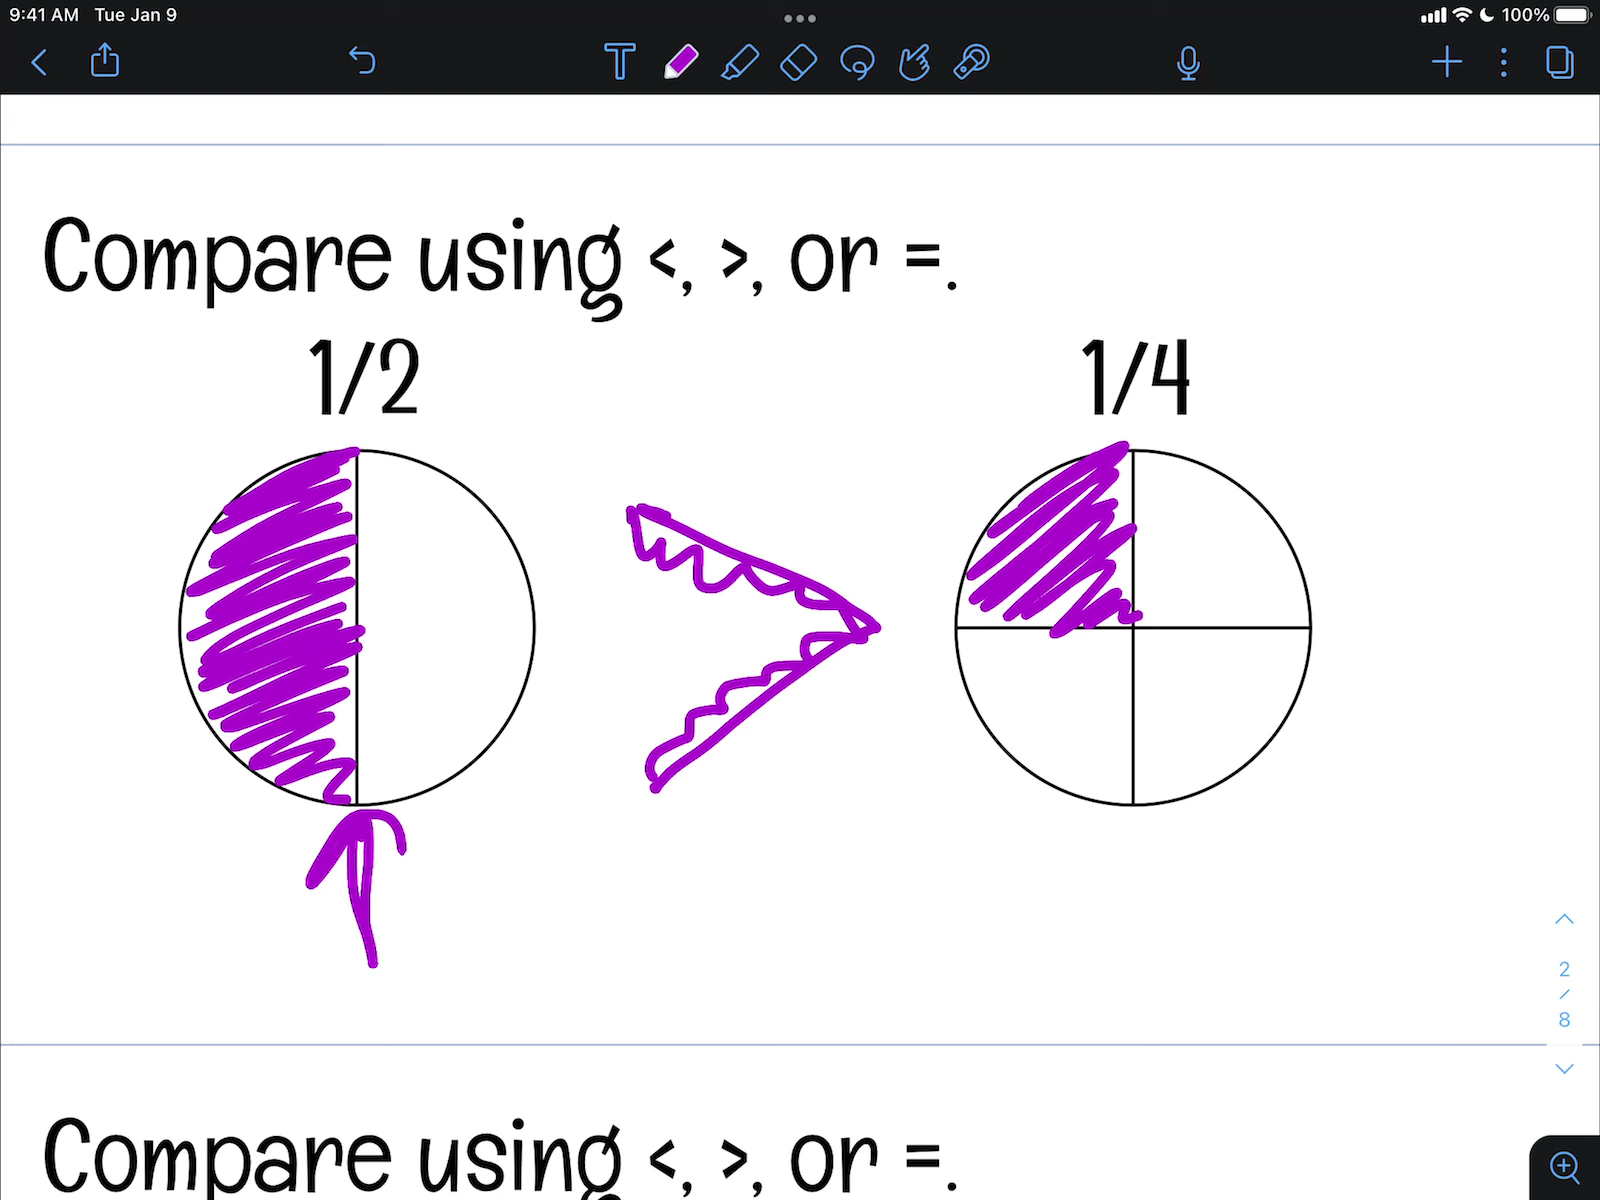 9:41 AM Tue Jan 9
100%
Compare using <, >, or =.
1/2
1/4
>
2
/
8
Compare using <, >, or =.